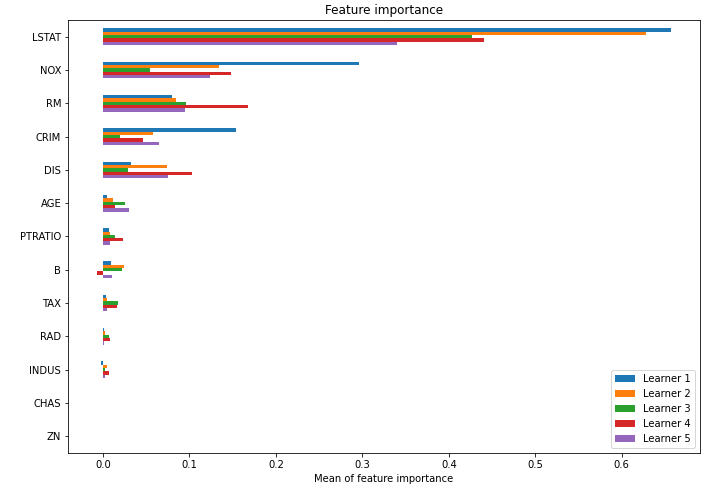 Feature importance
LSTAT
NOX
RM
CRIM
DIS
AGE
PTRATIO
B
TAX
RAD
INDUS
CHAS
ZN
Learner 1
Learner 2
Learner 3
Learner 4
Learner 5
0.0 0.1 0.2 0.3 0.4 0.5 0.6
Mean of feature importance